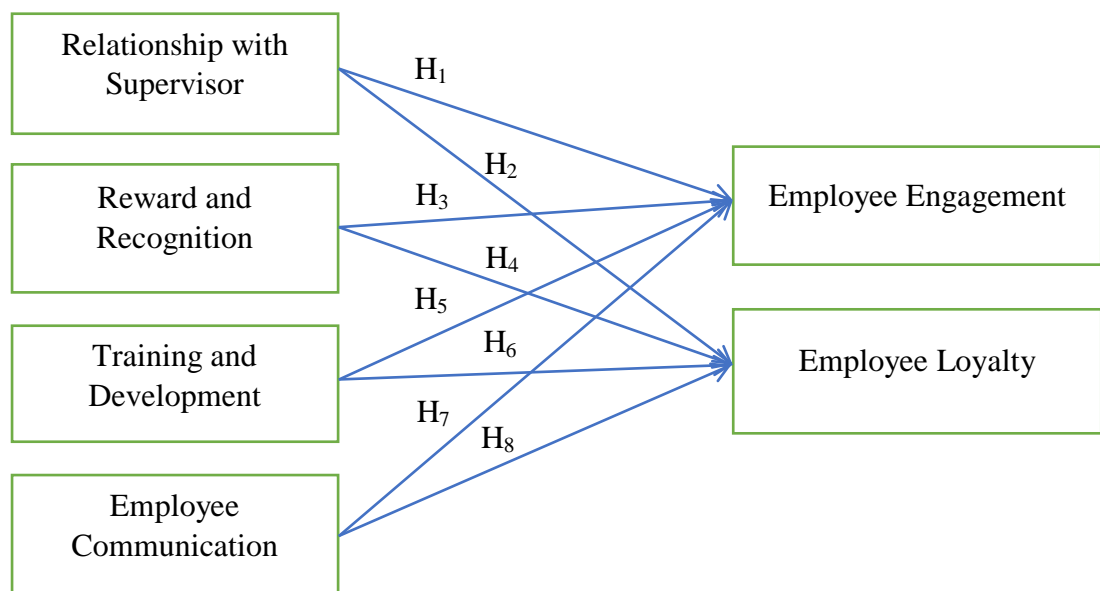 Relationship with
Supervisor
Reward and
Recognition
Training and
Development
Employee
Communication
H₁
H₂
H₃
H₄
H₅
H₆
H₇
H₈
Employee Engagement
Employee Loyalty